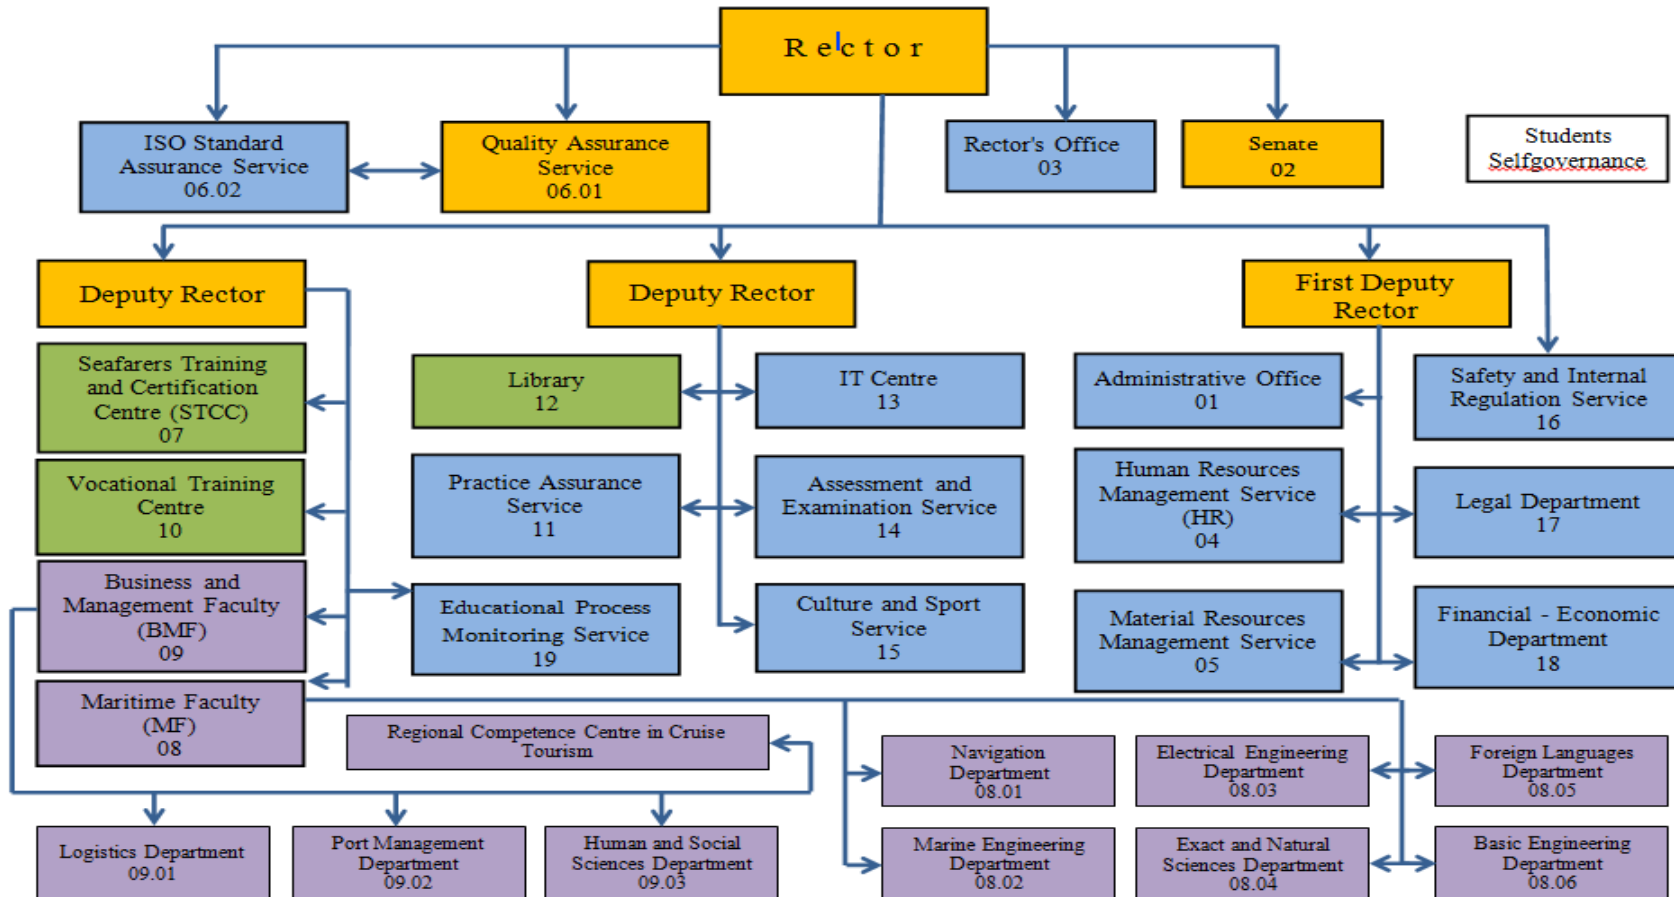 Rector
ISO Standard
Assurance Service
06.02
Quality Assurance
Service
06.01
Rector's Office
03
Senate
02
Students
Selfgovernance
Deputy Rector
Deputy Rector
First Deputy
Rector
Seafarers Training
and Certification
Centre (STCC)
07
Library
12
IT Centre
13
Administrative Office
01
Safety and Internal
Regulation Service
16
Vocational Training
Centre
10
Practice Assurance
Service
11
Assessment and
Examination Service
14
Human Resources
Management Service
(HR)
04
Legal Department
17
Business and
Management Faculty
(BMF)
09
Educational Process
Monitoring Service
19
Culture and Sport
Service
15
Material Resources
Management Service
05
Financial - Economic
Department
18
Maritime Faculty
(MF)
08
Regional Competence Centre in Cruise
Tourism
Navigation
Department
08.01
Electrical Engineering
Department
08.03
Foreign Languages
Department
08.05
Logistics Department
09.01
Port Management
Department
09.02
Human and Social
Sciences Department
09.03
Marine Engineering
Department
08.02
Exact and Natural
Sciences Department
08.04
Basic Engineering
Department
08.06